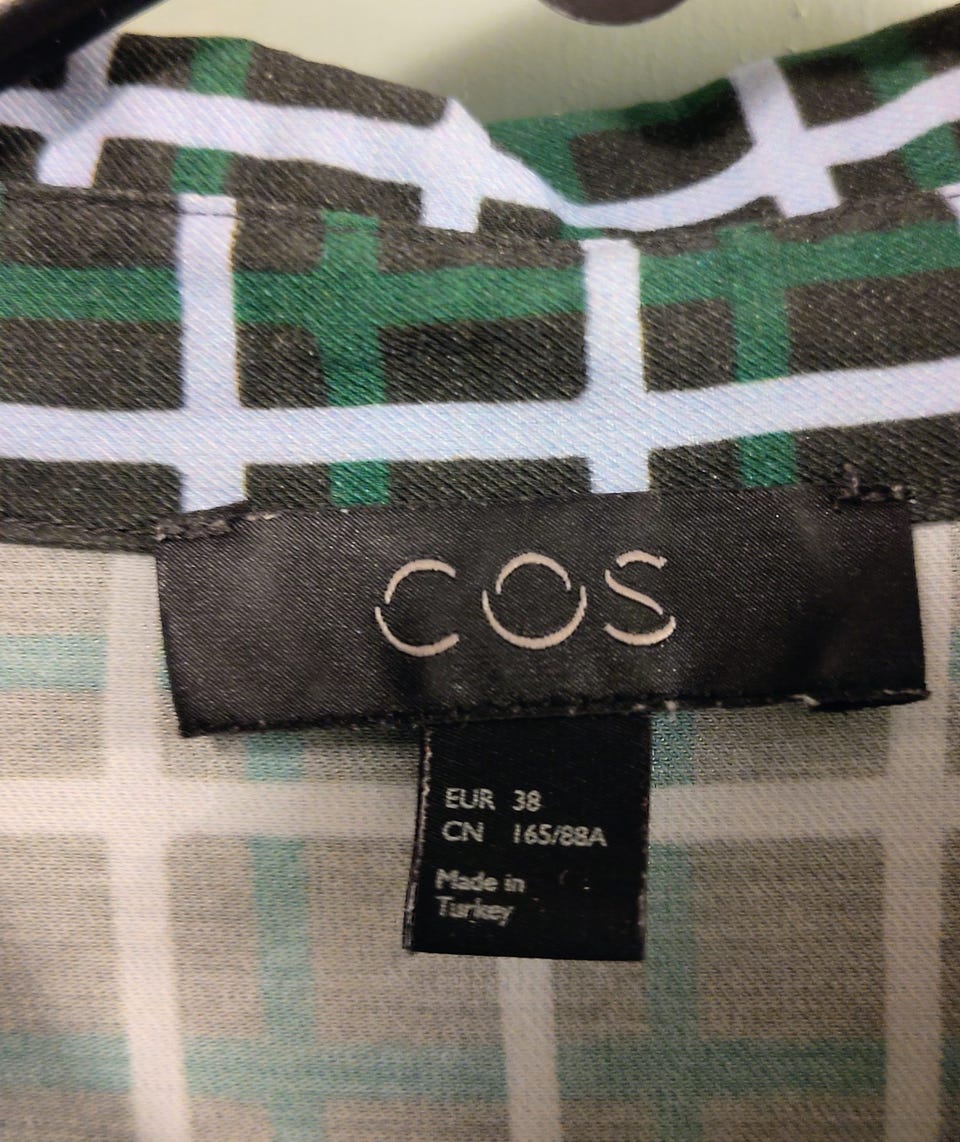 COS
EUR 38
CN 165/88A
Made in
Turkey